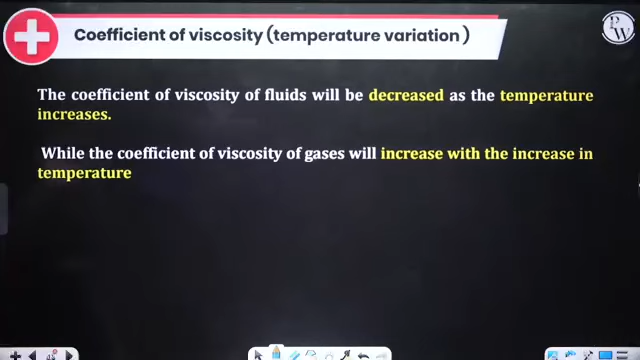 Coefficient of viscosity (temperature variation)
PW
The coefficient of viscosity of fluids will be decreased as the temperature
increases.
While the coefficient of viscosity of gases will increase with the increase in
temperature